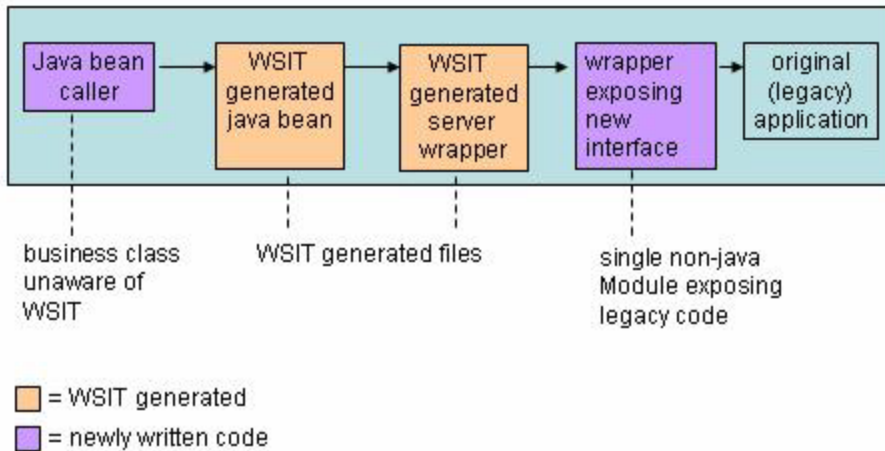 Java bean
caller
WSIT
generated
java bean
WSIT
generated
server
wrapper
wrapper
exposing
new
interface
original
(legacy)
application
business class
unaware of
WSIT
WSIT generated files
single non-java
Module exposing
legacy code
= WSIT generated
= newly written code